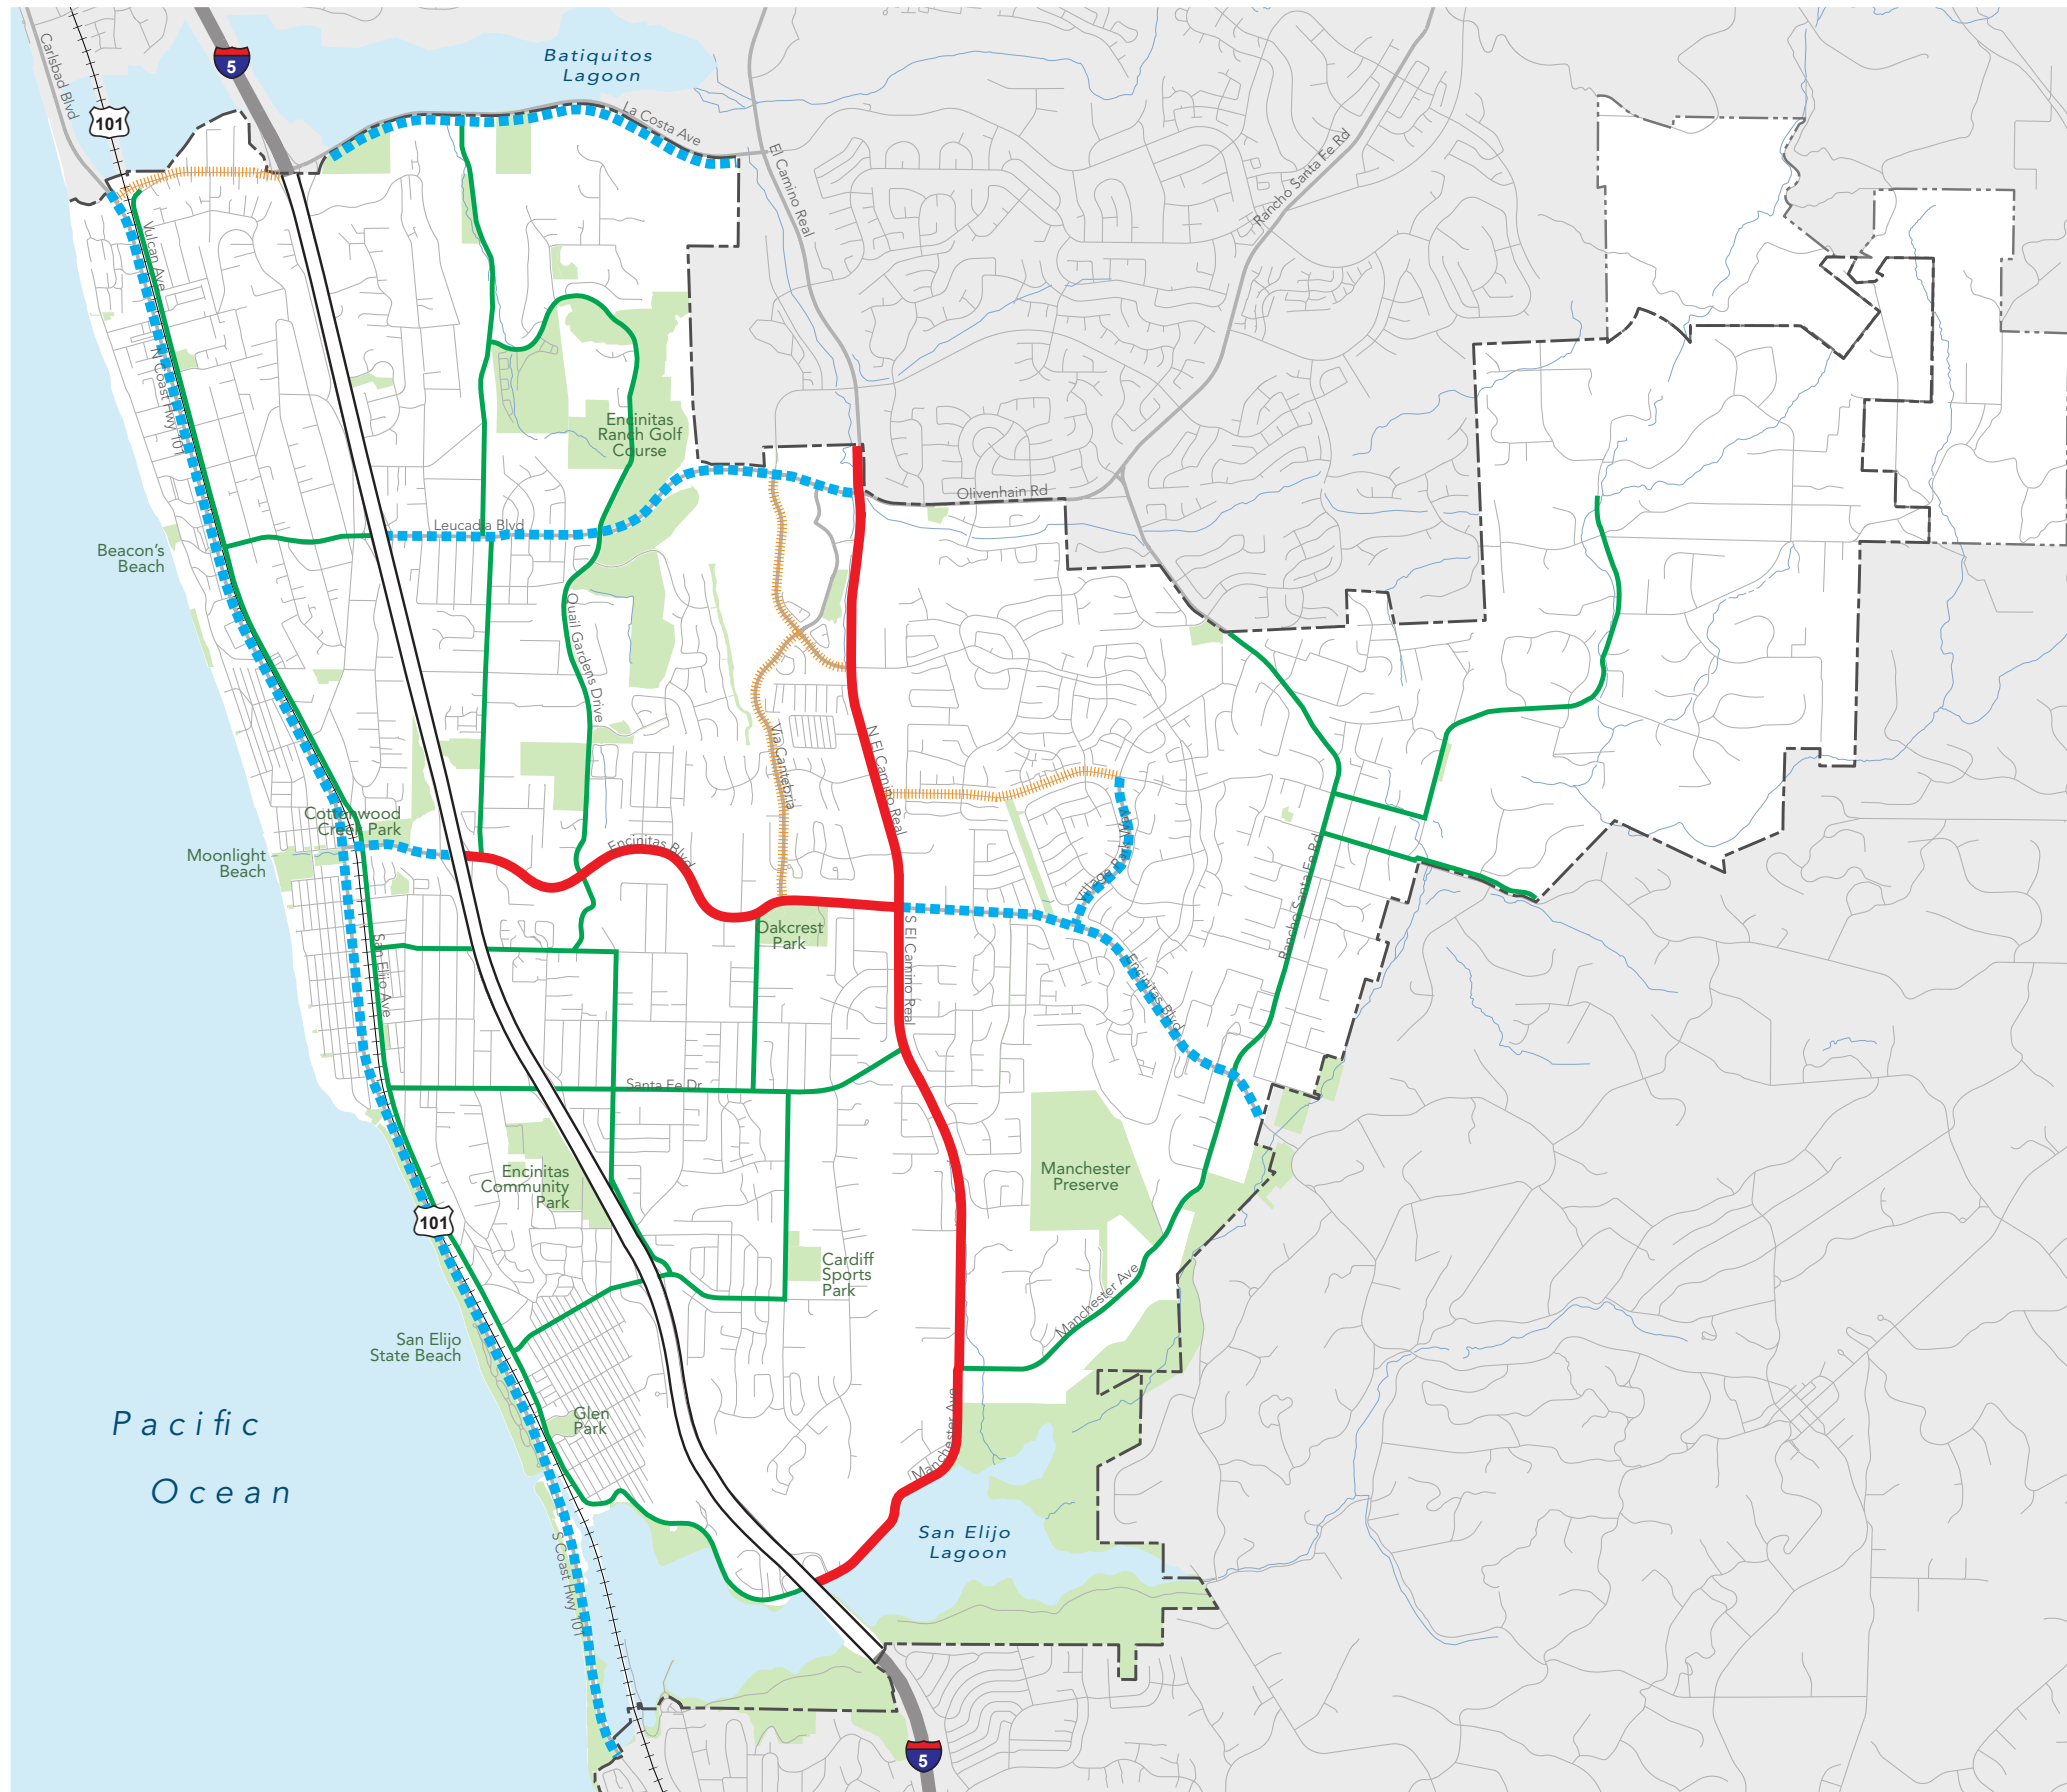 Carlsbad Blvd
5
101
Batiquitos
Lagoon
La Costa Ave
El Camino Real
Rancho Santa Fe Rd
Vulcan Ave
N Coast Hwy 101
Encinitas
Ranch Golf
Course
Olivenhain Rd
Leucadia Blvd
Beacon's
Beach
Quail Gardens Drive
Via Cantebria
N El Camino Real
Cottonwood
Creek Park
Moonlight
Beach
Encinitas Blvd
Village Park Way
Rancho Santa Fe Rd
Oakcrest
Park
San Elijo Ave
S El Camino Real
Encinitas Blvd
Santa Fe Dr
Encinitas
Community
Park
Manchester
Preserve
101
Cardiff
Sports
Park
Manchester Ave
San Elijo
State Beach
Glen
Park
Manchester Ave
Pacific
Ocean
San Elijo
Lagoon
S Coast Hwy 101
5